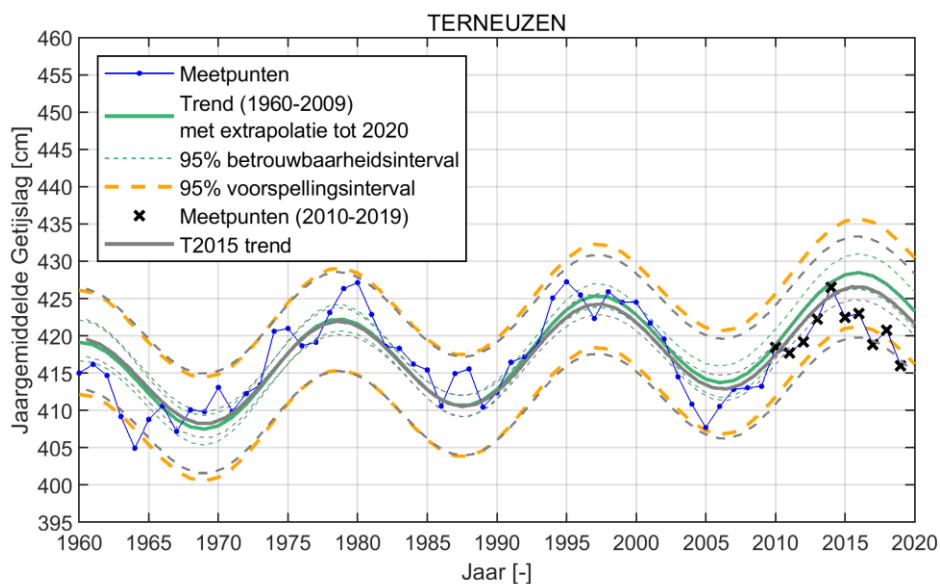 TERNEUZEN
460
455
450
445
440
435
430
425
420
415
410
405
400
395
Jaargemiddelde Getijslag [cm]
Meetpunten
Trend (1960-2009)
met extrapolatie tot 2020
95% betrouwbaarheidsinterval
95% voorspellingsinterval
Meetpunten (2010-2019)
T2015 trend
1960 1965 1970 1975 1980 1985 1990 1995 2000 2005 2010 2015 2020
Jaar [-]